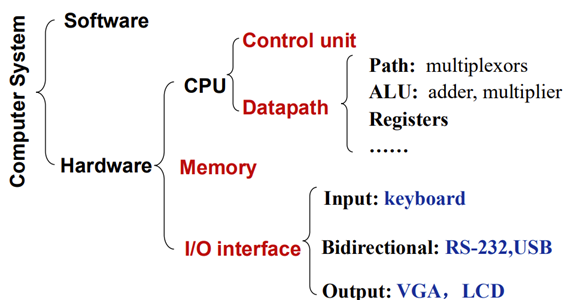 Computer System
Software
Hardware
CPU
Control unit
Datapath
Path: multiplexors
ALU: adder, multiplier
Registers
……
Memory
I/O interface
Input: keyboard
Bidirectional: RS-232,USB
Output: VGA，LCD